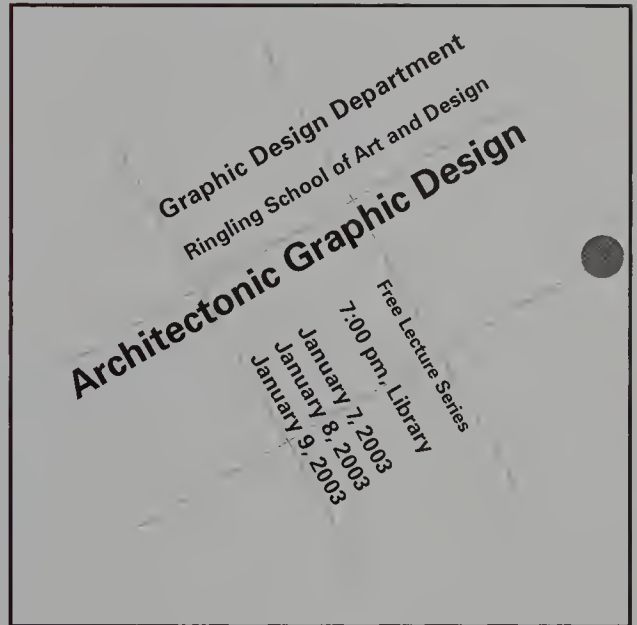 Graphic Design Department
Ringling School of Art and Design
Architectonic Graphic Design
Free Lecture Series
7:00 pm, Library
January 7, 2003
January 8, 2003
January 9, 2003